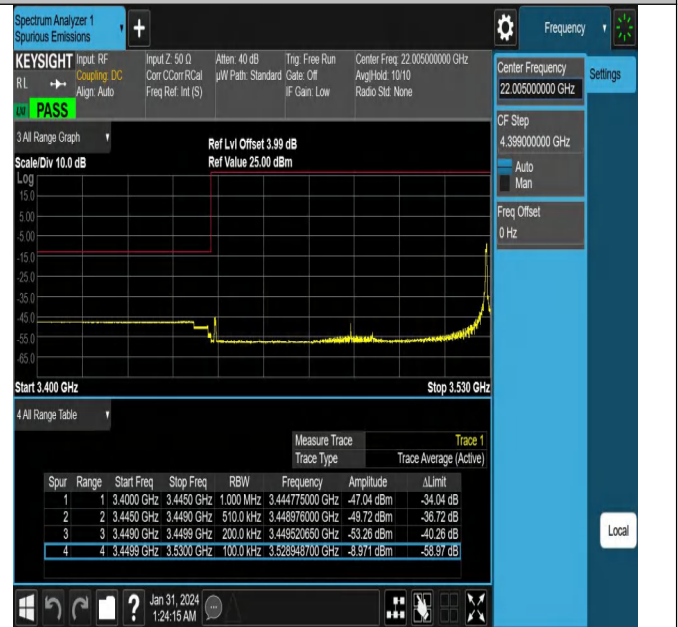 Spectrum Analyzer 1
Spurious Emissions
+
Frequency
KEYSIGHT Input: RF Input Z: 50 Ω Atten: 40 dB Trig: Free Run Center Freq: 22.005000000 GHz
RL Coupling: DC Corr CCorr RCal µW Path: Standard Gate: Off Avg|Hold: 10/10
Align: Auto Freq Ref: Int (S) IF Gain: Low Radio Std: None
LNI PASS
Center Frequency
22.005000000 GHz
Settings
CF Step
4.399000000 GHz
Auto
Man
Freq Offset
0 Hz
3 All Range Graph
Ref Lvl Offset 3.99 dB
Scale/Div 10.0 dB Ref Value 25.00 dBm
Log
15.0
5.00
-5.00
-15.0
-25.0
-35.0
-45.0
-55.0
-65.0
Start 3.400 GHz Stop 3.530 GHz
4 All Range Table
Measure Trace Trace 1
Trace Type Trace Average (Active)
Spur Range Start Freq Stop Freq RBW Frequency Amplitude ΔLimit
1 1 3.4000 GHz 3.4450 GHz 1.000 MHz 3.444775000 GHz -47.04 dBm -34.04 dB
2 2 3.4450 GHz 3.4490 GHz 510.0 kHz 3.448976000 GHz -49.72 dBm -36.72 dB
3 3 3.4490 GHz 3.4499 GHz 200.0 kHz 3.449520650 GHz -53.26 dBm -40.26 dB
4 4 3.4499 GHz 3.5300 GHz 100.0 kHz 3.528948700 GHz -8.971 dBm -58.97 dB
Local
?
Jan 31, 2024
1:24:15 AM